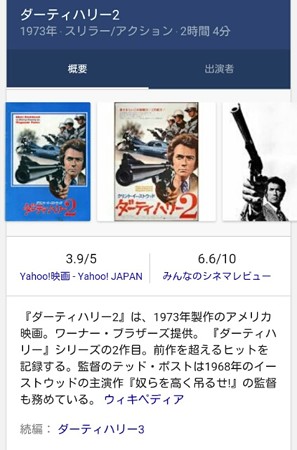 ダーティハリー2
1973年 · スリラー/アクション · 2時間 4分
概要
出演者
クリント・イーストウッド
ダーティハリー2
3.9/5
Yahoo!映画 - Yahoo! JAPAN
6.6/10
みんなのシネマレビュー
『ダーティハリー2』は、1973年製作のアメリカ
映画。ワーナー・ブラザーズ提供。 『ダーティハ
リー』シリーズの2作目。前作を超えるヒットを
記録する。監督のテッド・ポストは1968年のイー
ストウッドの主演作『奴らを高く吊るせ!』の監督
も務めている。 ウィキペディア
続編： ダーティハリー3